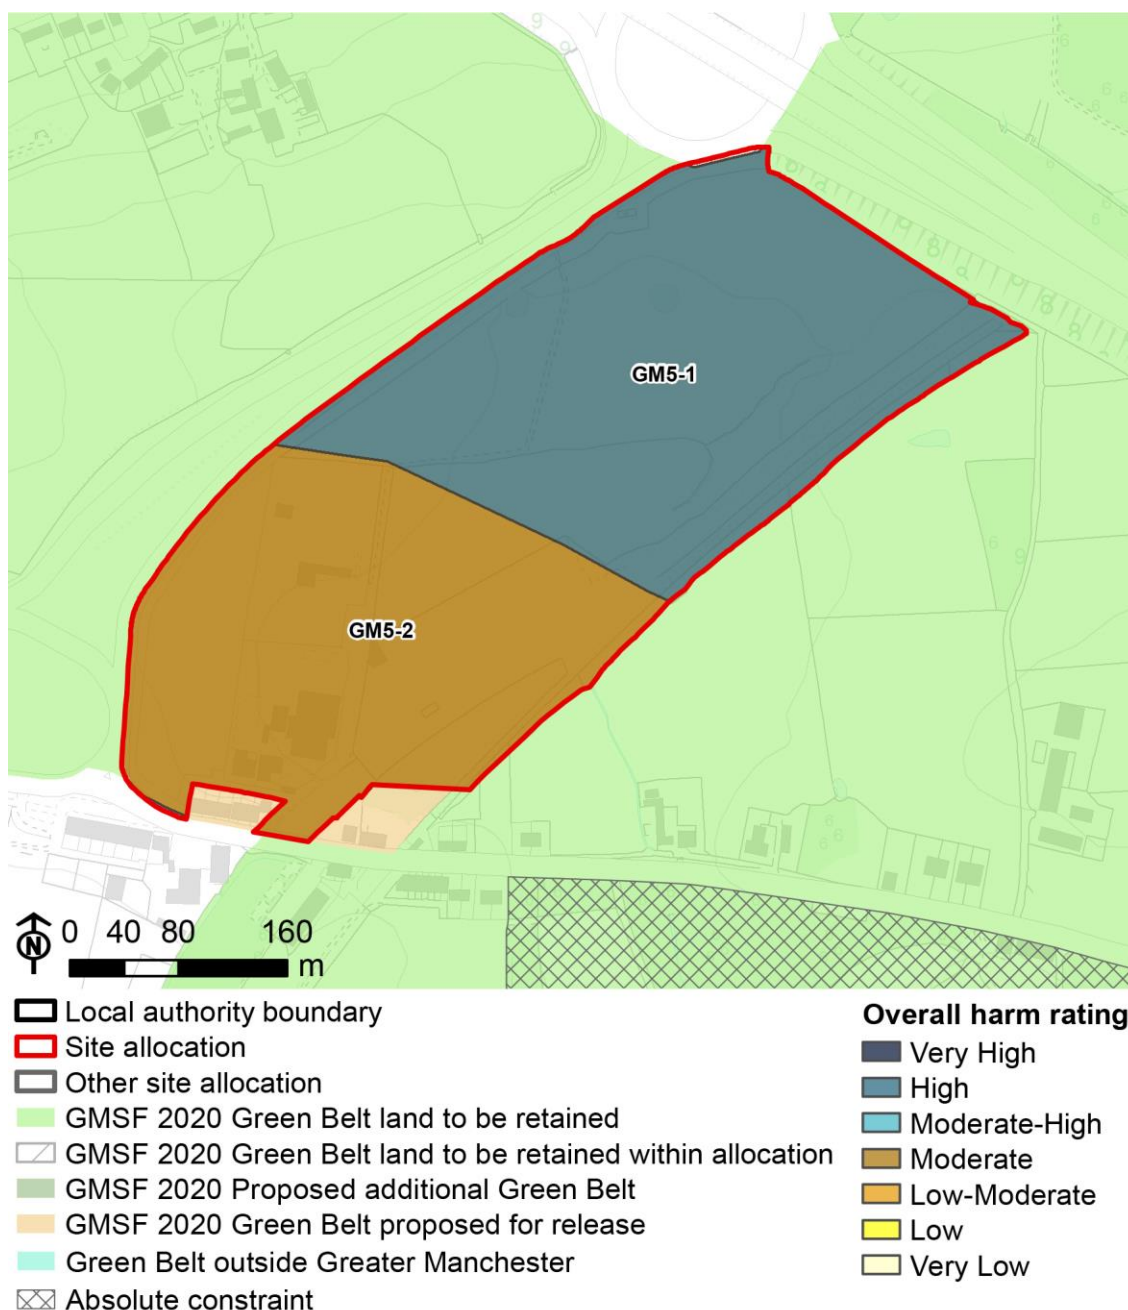 GM5-1
GM5-2
N
0 40 80 160
m
Local authority boundary
Site allocation
Other site allocation
GMSF 2020 Green Belt land to be retained
GMSF 2020 Green Belt land to be retained within allocation
GMSF 2020 Proposed additional Green Belt
GMSF 2020 Green Belt proposed for release
Green Belt outside Greater Manchester
Absolute constraint
Overall harm rating
Very High
High
Moderate-High
Moderate
Low-Moderate
Low
Very Low